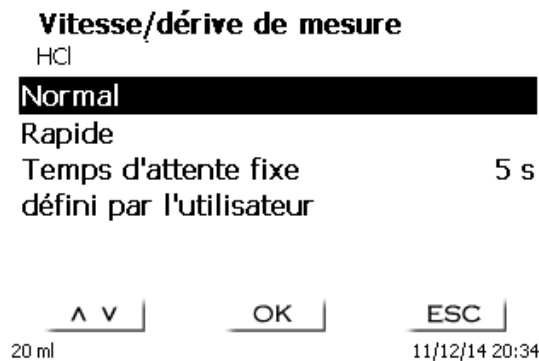 Vitesse/dérive de mesure
HCl
Normal
Rapide
Temps d'attente fixe 5 s
défini par l'utilisateur
∧ ∨ OK ESC
20 ml 11/12/14 20:34